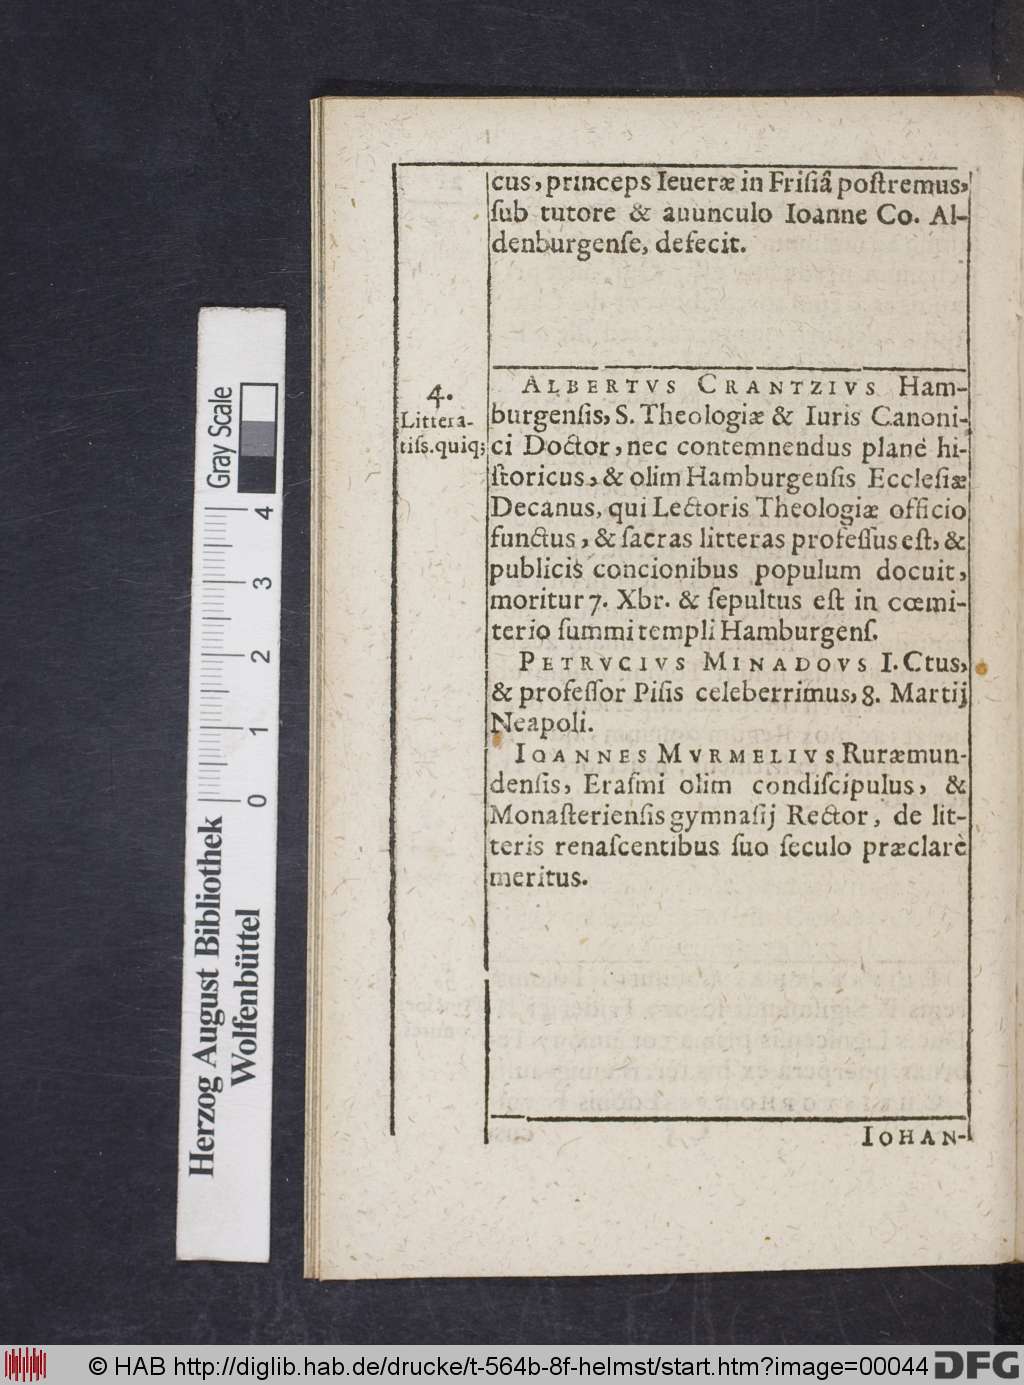 cus, princeps Ieueræ in Friſiâ poſtremus,
ſub tutore & auunculo Ioanne Co. Al-
denburgenſe, defecit.
4.
Littera-
tiſs. quiq;
ALBERTVS CRANTZIVS Ham-
burgenſis, S. Theologiæ & Iuris Canoni-
ci Doctor, nec contemnendus planè hi-
ſtoricus, & olim Hamburgenſis Eccleſiæ
Decanus, qui Lectoris Theologiæ officio
functus, & ſacras litteras profeſſus eſt, &
publicis concionibus populum docuit,
moritur 7. Xbr. & ſepultus eſt in cœmi-
terio ſummi templi Hamburgenſ.
PETRVCIVS MINADOVS I. Ctus,
& profeſſor Piſis celeberrimus, 8. Martij
Neapoli.
IOANNES MVRMELIVS Ruræmun-
denſis, Eraſmi olim condiſcipulus, &
Monaſterienſis gymnaſij Rector, de lit-
teris renaſcentibus ſuo ſeculo præclarè
meritus.
IOHAN-
Herzog August Bibliothek
Wolfenbüttel
0 1 2 3 4
Gray Scale
© HAB http://diglib.hab.de/drucke/t-564b-8f-helmst/start.htm?image=00044
DFG